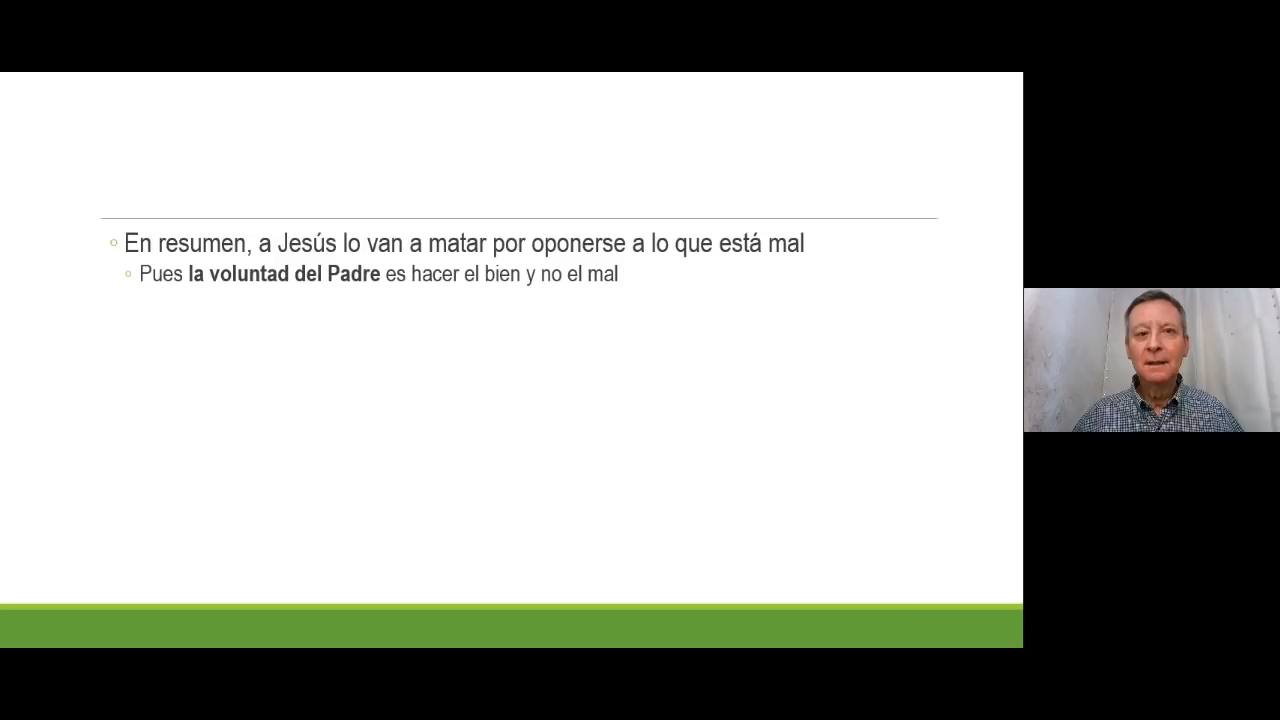 En resumen, a Jesús lo van a matar por oponerse a lo que está mal
Pues la voluntad del Padre es hacer el bien y no el mal